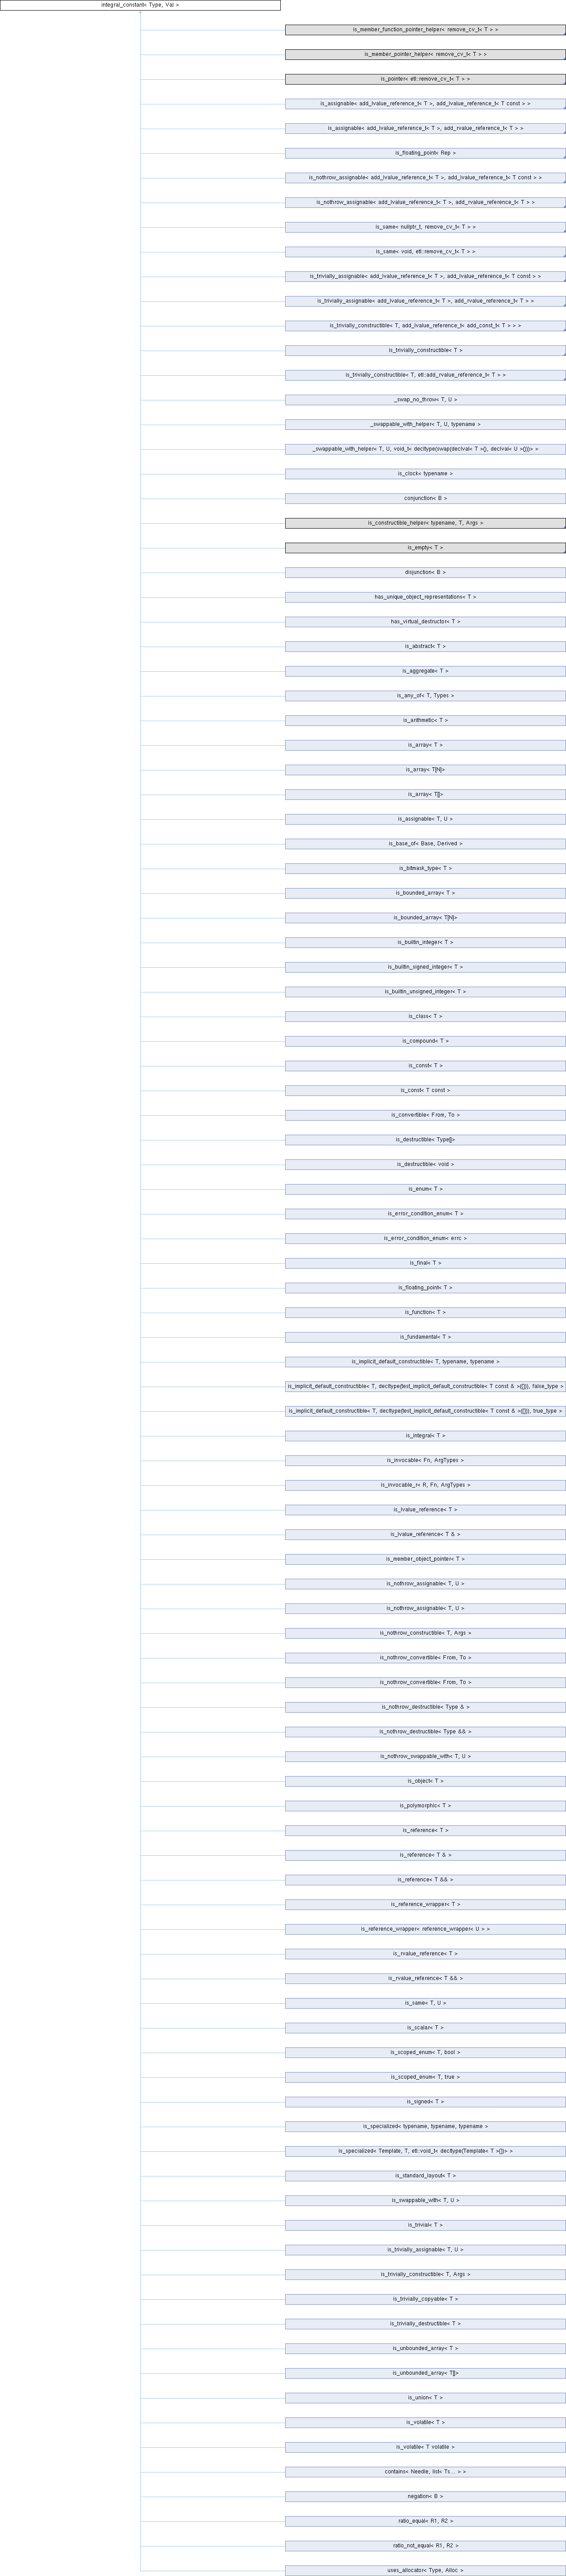 integral_constant< Type, Val >
is_member_function_pointer_helper< remove_cv_t< T > >
is_member_pointer_helper< remove_cv_t< T > >
is_pointer< etl::remove_cv_t< T > >
is_assignable< add_lvalue_reference_t< T >, add_lvalue_reference_t< T const > >
is_assignable< add_lvalue_reference_t< T >, add_rvalue_reference_t< T > >
is_floating_point< Rep >
is_nothrow_assignable< add_lvalue_reference_t< T >, add_lvalue_reference_t< T const > >
is_nothrow_assignable< add_lvalue_reference_t< T >, add_rvalue_reference_t< T > >
is_same< nullptr_t, remove_cv_t< T > >
is_same< void, etl::remove_cv_t< T > >
is_trivially_assignable< add_lvalue_reference_t< T >, add_lvalue_reference_t< T const > >
is_trivially_assignable< add_lvalue_reference_t< T >, add_rvalue_reference_t< T > >
is_trivially_constructible< T, add_lvalue_reference_t< add_const_t< T > > >
is_trivially_constructible< T >
is_trivially_constructible< T, etl::add_rvalue_reference_t< T > >
_swap_no_throw< T, U >
_swappable_with_helper< T, U, typename >
_swappable_with_helper< T, U, void_t< decltype(swap(declval< T >(), declval< U >()))> >
is_clock< typename >
conjunction< B >
is_constructible_helper< typename, T, Args >
is_empty< T >
disjunction< B >
has_unique_object_representations< T >
has_virtual_destructor< T >
is_abstract< T >
is_aggregate< T >
is_any_of< T, Types >
is_arithmetic< T >
is_array< T >
is_array< T[N]>
is_array< T[]>
is_assignable< T, U >
is_base_of< Base, Derived >
is_bitmask_type< T >
is_bounded_array< T >
is_bounded_array< T[N]>
is_builtin_integer< T >
is_builtin_signed_integer< T >
is_builtin_unsigned_integer< T >
is_class< T >
is_compound< T >
is_const< T >
is_const< T const >
is_convertible< From, To >
is_destructible< Type[]>
is_destructible< void >
is_enum< T >
is_error_condition_enum< T >
is_error_condition_enum< errc >
is_final< T >
is_floating_point< T >
is_function< T >
is_fundamental< T >
is_implicit_default_constructible< T, typename, typename >
is_implicit_default_constructible< T, decltype(test_implicit_default_constructible< T const & >({})), false_type >
is_implicit_default_constructible< T, decltype(test_implicit_default_constructible< T const & >({})), true_type >
is_integral< T >
is_invocable< Fn, ArgTypes >
is_invocable_r< R, Fn, ArgTypes >
is_lvalue_reference< T >
is_lvalue_reference< T & >
is_member_object_pointer< T >
is_nothrow_assignable< T, U >
is_nothrow_assignable< T, U >
is_nothrow_constructible< T, Args >
is_nothrow_convertible< From, To >
is_nothrow_convertible< From, To >
is_nothrow_destructible< Type & >
is_nothrow_destructible< Type && >
is_nothrow_swappable_with< T, U >
is_object< T >
is_polymorphic< T >
is_reference< T >
is_reference< T & >
is_reference< T && >
is_reference_wrapper< T >
is_reference_wrapper< reference_wrapper< U > >
is_rvalue_reference< T >
is_rvalue_reference< T && >
is_same< T, U >
is_scalar< T >
is_scoped_enum< T, bool >
is_scoped_enum< T, true >
is_signed< T >
is_specialized< typename, typename, typename >
is_specialized< Template, T, etl::void_t< decltype(Template< T >{})> >
is_standard_layout< T >
is_swappable_with< T, U >
is_trivial< T >
is_trivially_assignable< T, U >
is_trivially_constructible< T, Args >
is_trivially_copyable< T >
is_trivially_destructible< T >
is_unbounded_array< T >
is_unbounded_array< T[]>
is_union< T >
is_volatile< T >
is_volatile< T volatile >
contains< Needle, list< Ts... > >
negation< B >
ratio_equal< R1, R2 >
ratio_not_equal< R1, R2 >
uses_allocator< Type, Alloc >